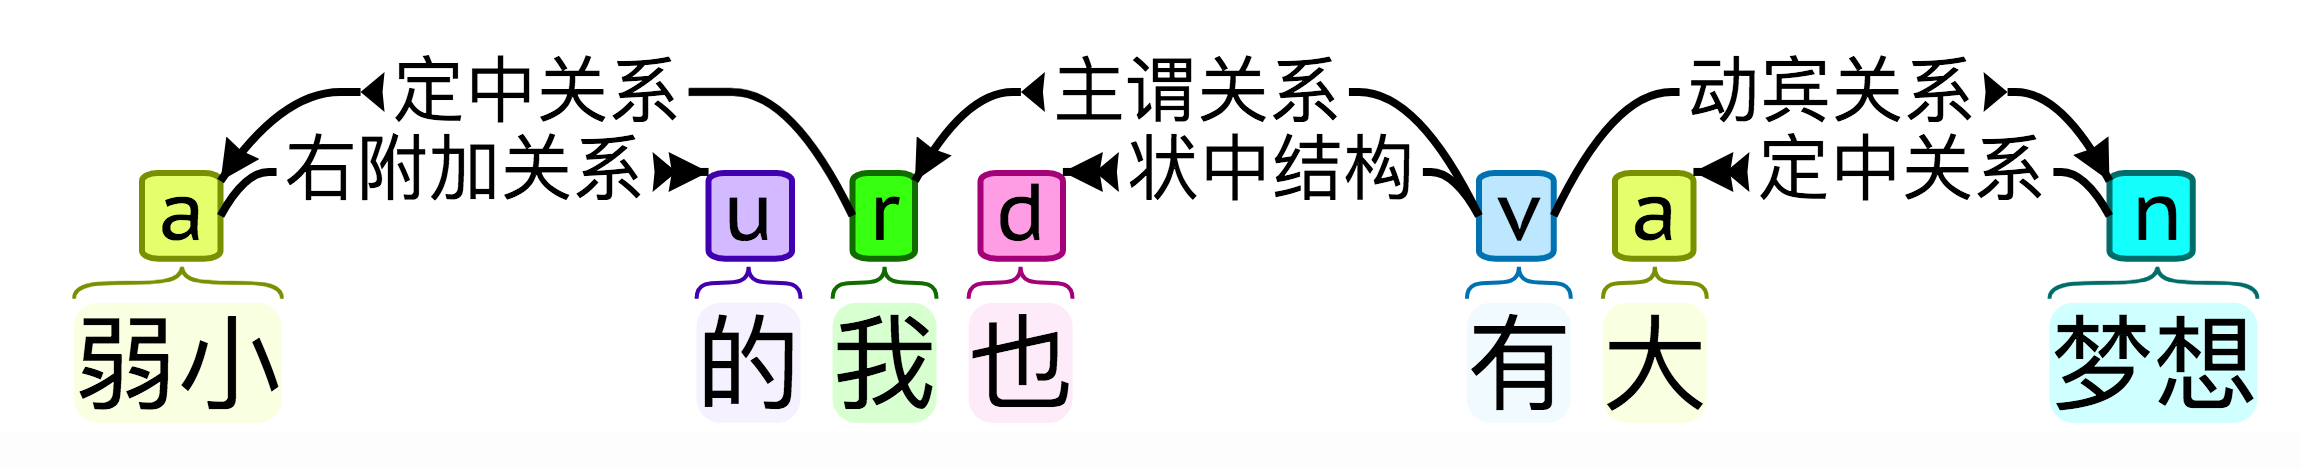 定中关系 主谓关系 动宾关系
右附加关系 状中结构 定中关系
a u r d v a n
弱小 的 我 也 有 大 梦想